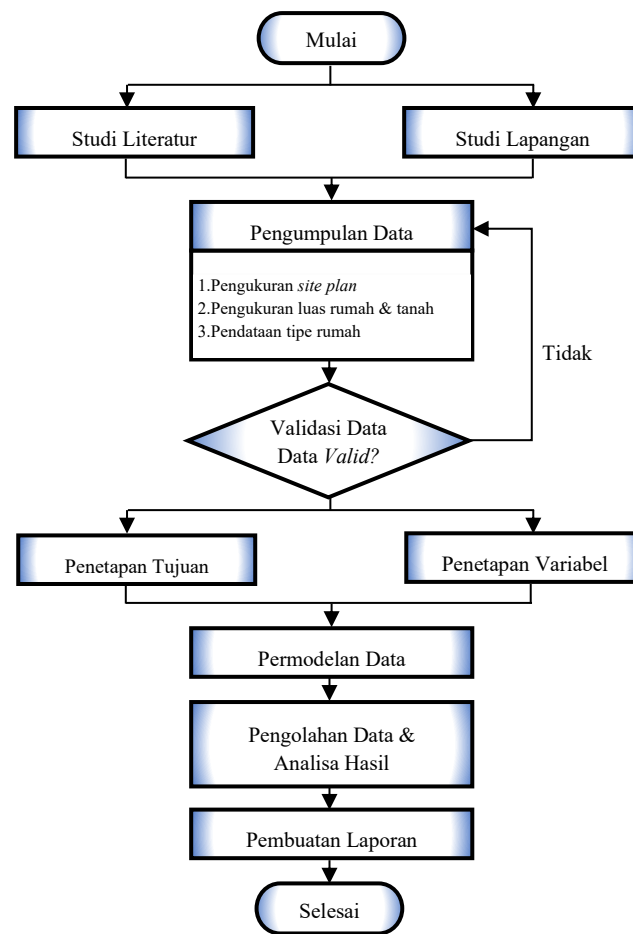 Mulai
Studi Literatur
Studi Lapangan
Pengumpulan Data
1.Pengukuran site plan
2.Pengukuran luas rumah & tanah
3.Pendataan tipe rumah
Tidak
Validasi Data
Data Valid?
Penetapan Tujuan
Penetapan Variabel
Permodelan Data
Pengolahan Data &
Analisa Hasil
Pembuatan Laporan
Selesai